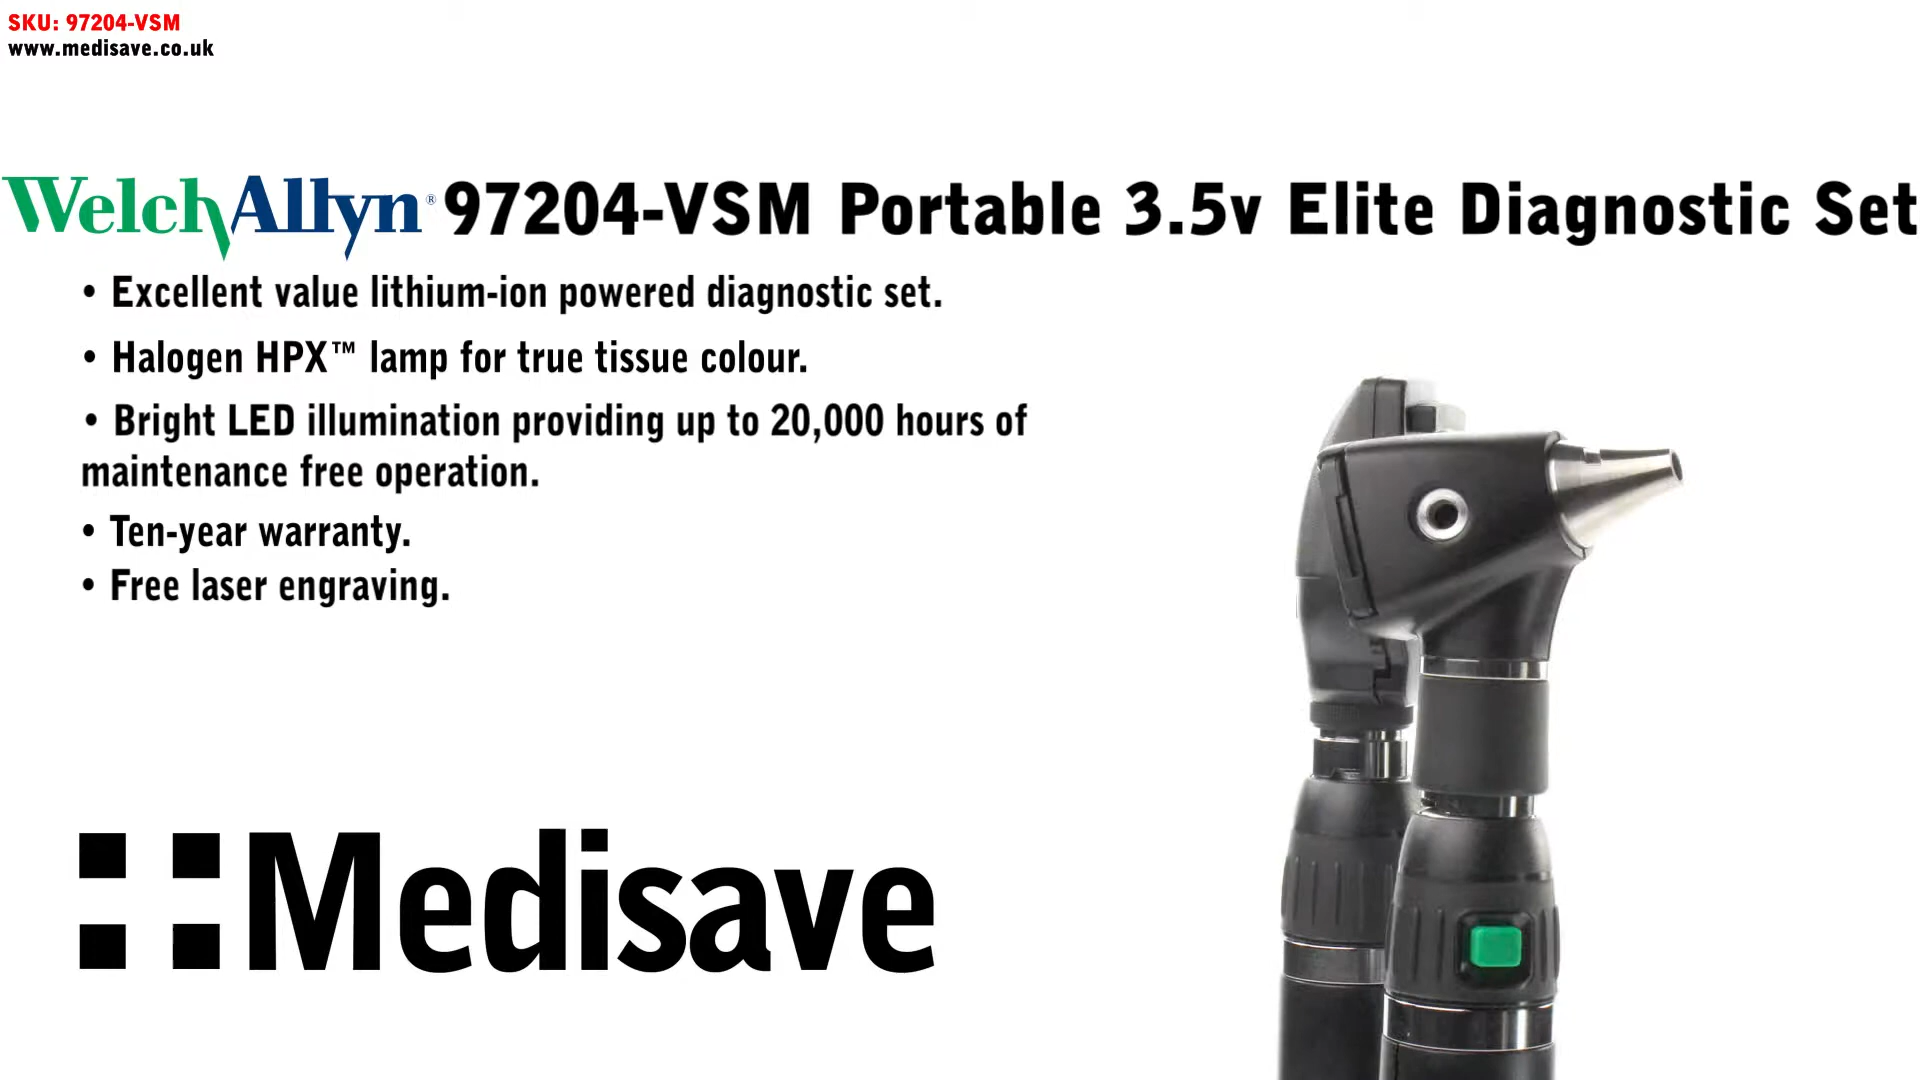 SKU: 97204-VSM
www.medisave.co.uk
WelchAllyn® 97204-VSM Portable 3.5v Elite Diagnostic Set
• Excellent value lithium-ion powered diagnostic set.
• Halogen HPX™ lamp for true tissue colour.
• Bright LED illumination providing up to 20,000 hours of
maintenance free operation.
• Ten-year warranty.
• Free laser engraving.
Medisave